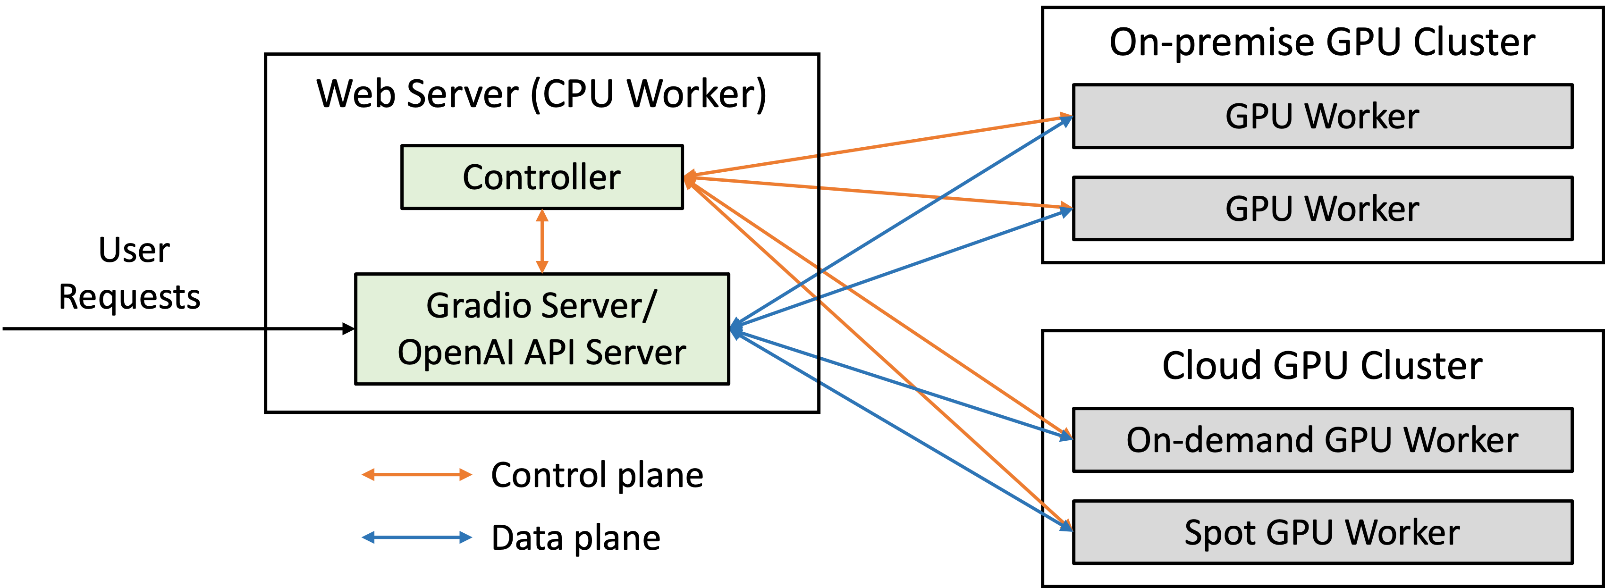 User
Requests
Web Server (CPU Worker)
Controller
Gradio Server/
OpenAI API Server
Control plane
Data plane
On-premise GPU Cluster
GPU Worker
GPU Worker
Cloud GPU Cluster
On-demand GPU Worker
Spot GPU Worker